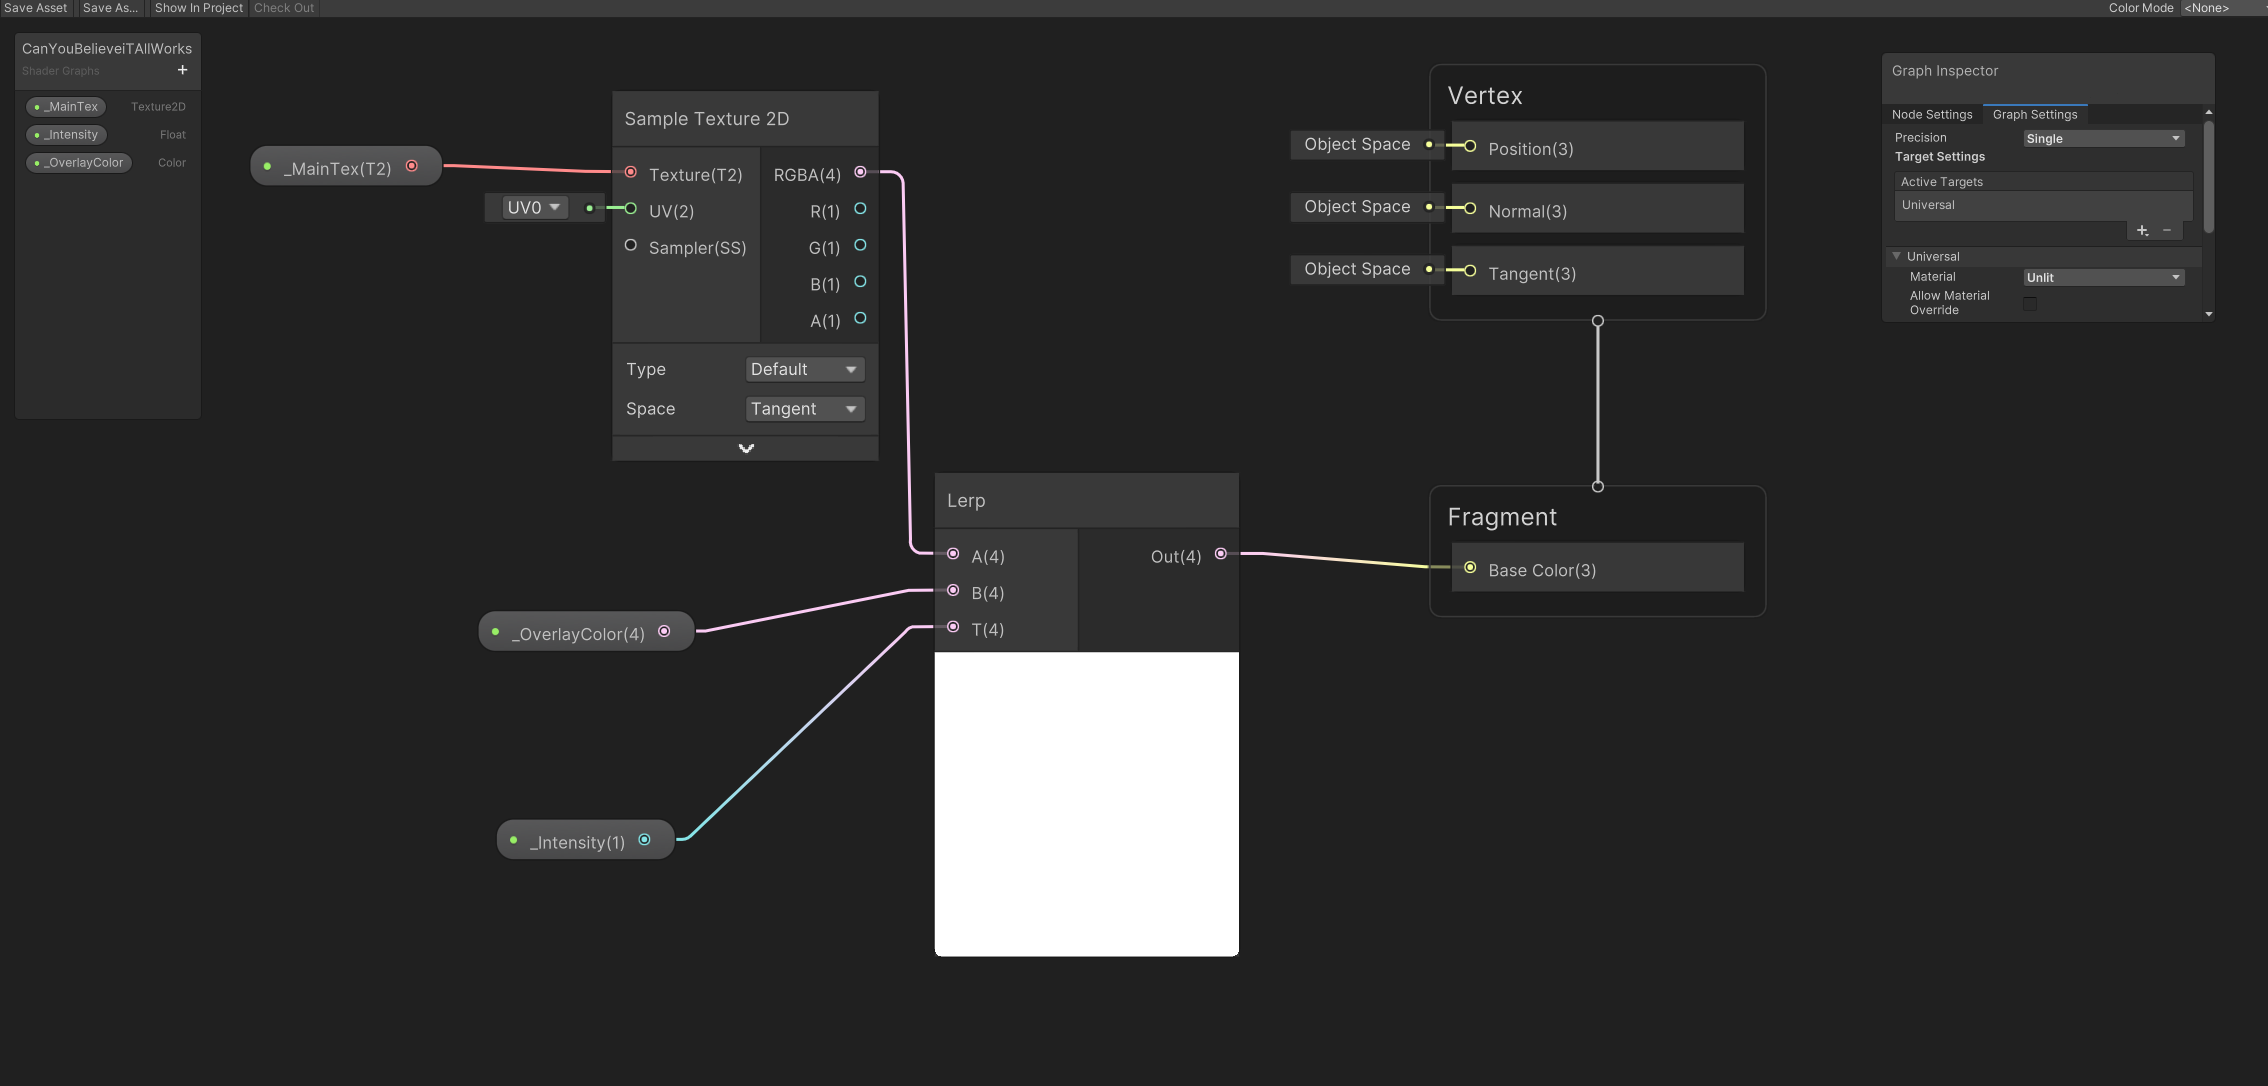 Save Asset
Save As...
Show In Project
Check Out
Color Mode
<None>
CanYouBelieveiTAllWorks
Shader Graphs
+
_MainTex Texture2D
_Intensity Float
_OverlayColor Color
_MainTex(T2)
UV0
Sample Texture 2D
Texture(T2) RGBA(4)
UV(2) R(1)
Sampler(SS) G(1)
B(1)
A(1)
Type Default
Space Tangent
_OverlayColor(4)
_Intensity(1)
Lerp
A(4) Out(4)
B(4)
T(4)
Vertex
Object Space Position(3)
Object Space Normal(3)
Object Space Tangent(3)
Fragment
Base Color(3)
Graph Inspector
Node Settings Graph Settings
Precision Single
Target Settings
Active Targets
Universal
+ −
Universal
Material Unlit
Allow Material
Override